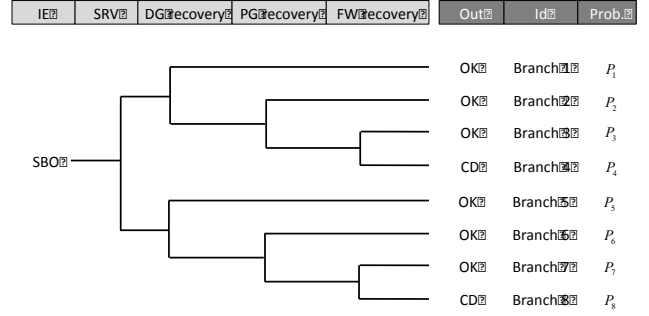 IE SRV DG recovery PG recovery FW recovery Out Id Prob.
OK Branch 1 P1
OK Branch 2 P2
OK Branch 3 P3
SBO
CD Branch 4 P4
OK Branch 5 P5
OK Branch 6 P6
OK Branch 7 P7
CD Branch 8 P8